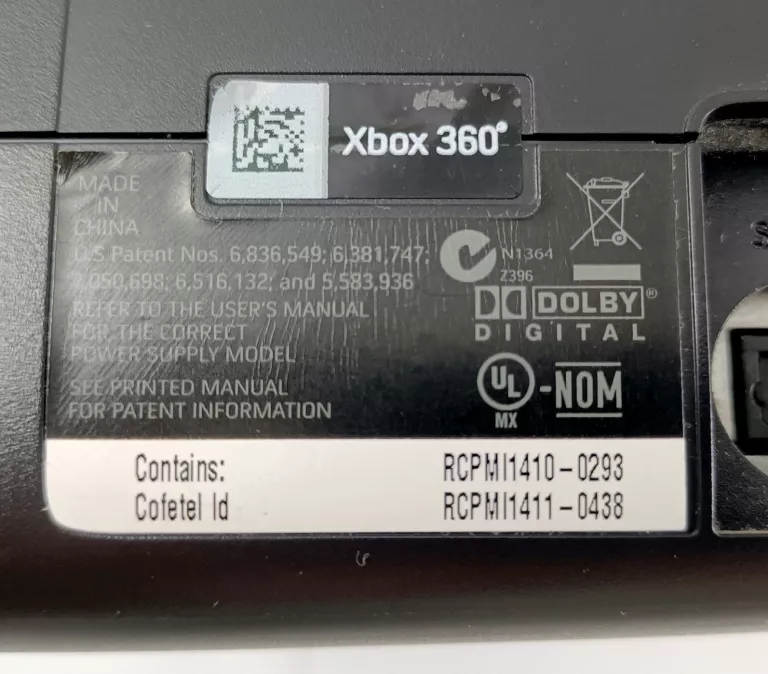 Xbox 360
MADE
IN
CHINA
U.S Patent Nos. 6,836,549; 6,381,747;
7,050,698; 6,516,132; and 5,583,936
REFER TO THE USER'S MANUAL
FOR THE CORRECT
POWER SUPPLY MODEL
SEE PRINTED MANUAL
FOR PATENT INFORMATION
N1364
Z396
DOLBY®
DIGITAL
UL -NOM
MX
Contains: RCPMI1410-0293
Cofetel Id RCPMI1411-0438